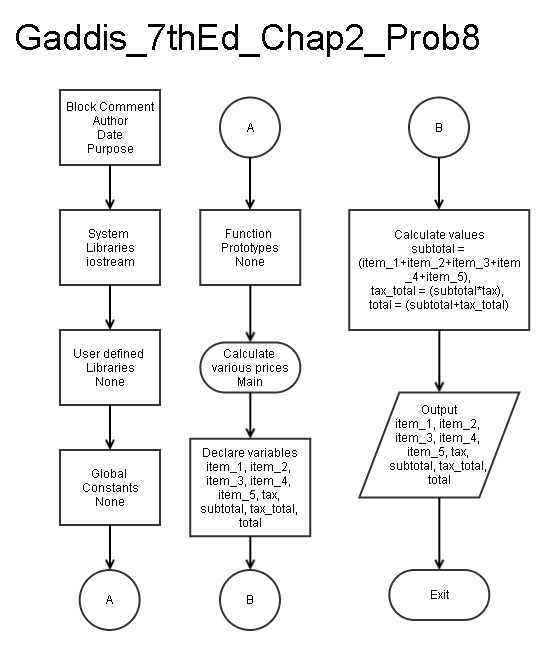 Gaddis_7thEd_Chap2_Prob8
Block Comment
Author
Date
Purpose
System
Libraries
iostream
User defined
Libraries
None
Global
Constants
None
A
A
Function
Prototypes
None
Calculate
various prices
Main
Declare variables
item_1, item_2,
item_3, item_4,
item_5, tax,
subtotal, tax_total,
total
B
B
Calculate values
subtotal =
(item_1+item_2+item_3+item
_4+item_5),
tax_total = (subtotal*tax),
total = (subtotal+tax_total)
Output
item_1, item_2,
item_3, item_4,
item_5, tax,
subtotal, tax_total,
total
Exit